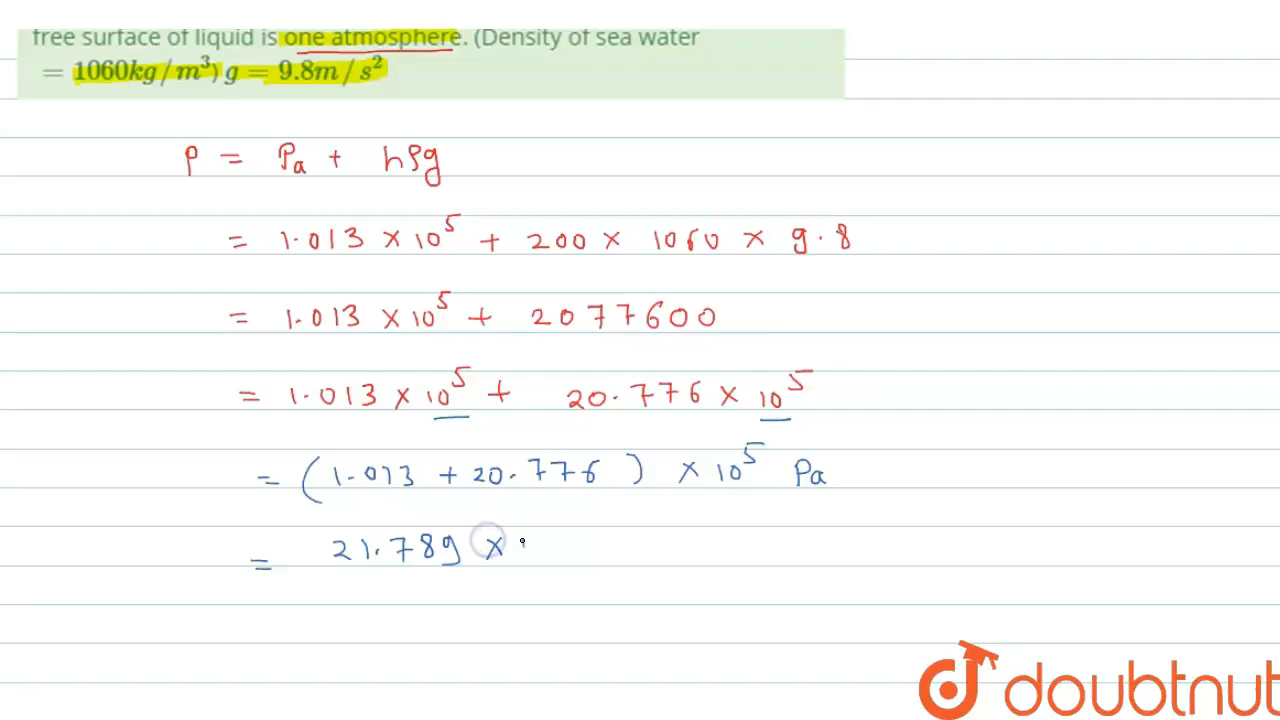 free surface of liquid is one atmosphere. (Density of sea water
= 1060kg/m³) g = 9.8m/s²
P = Pa + hρg
= 1.013 × 10⁵ + 200 × 1060 × 9.8
= 1.013 × 10⁵ + 2077600
= 1.013 × 10⁵ + 20.776 × 10⁵
= (1.013 + 20.776) × 10⁵ Pa
= 21.789 ×
doubtnut